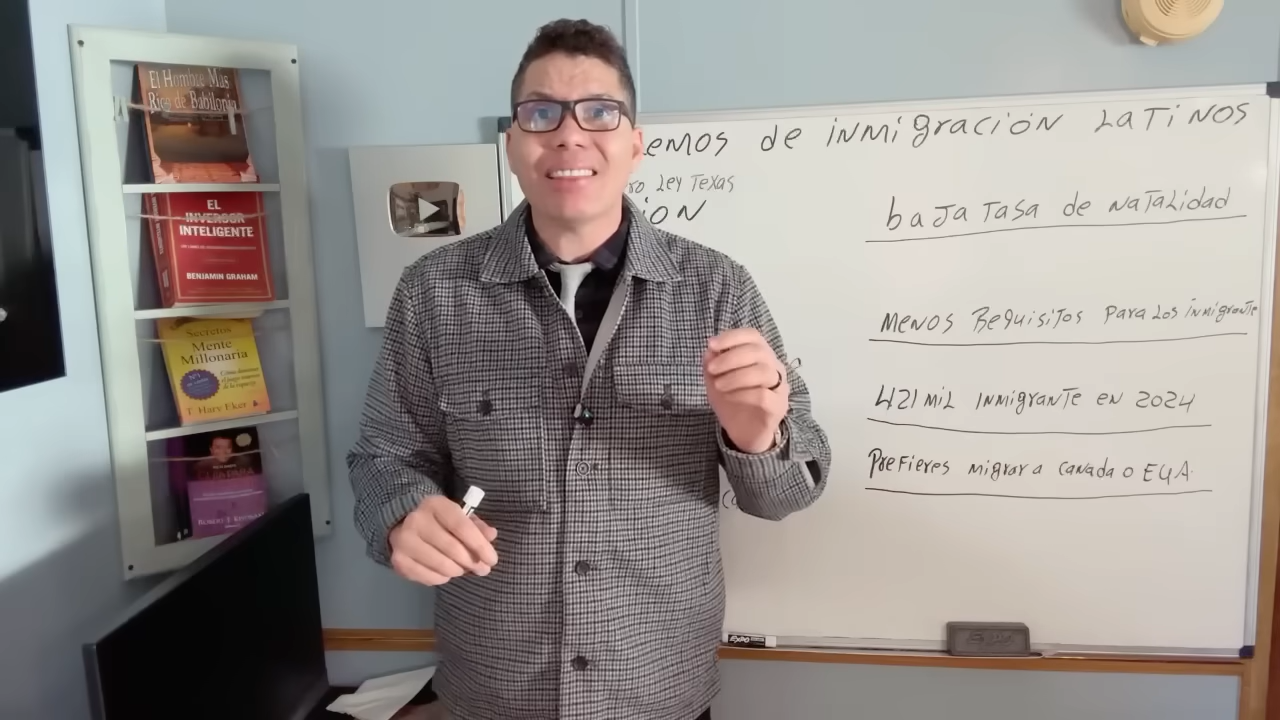 El Hombre Más
Rico de Babilonia
EL
INVERSOR
INTELIGENTE
BENJAMIN GRAHAM
Secretos
Mente
Millonaria
T. Harv Eker
emos de inmigración Latinos
ro Ley Texas
ión
baja Tasa de Natalidad
Menos Requisitos para Los inmigrante
421 mil inmigrante en 2024
Prefieres migrar a Canada o EUA.
EXPO